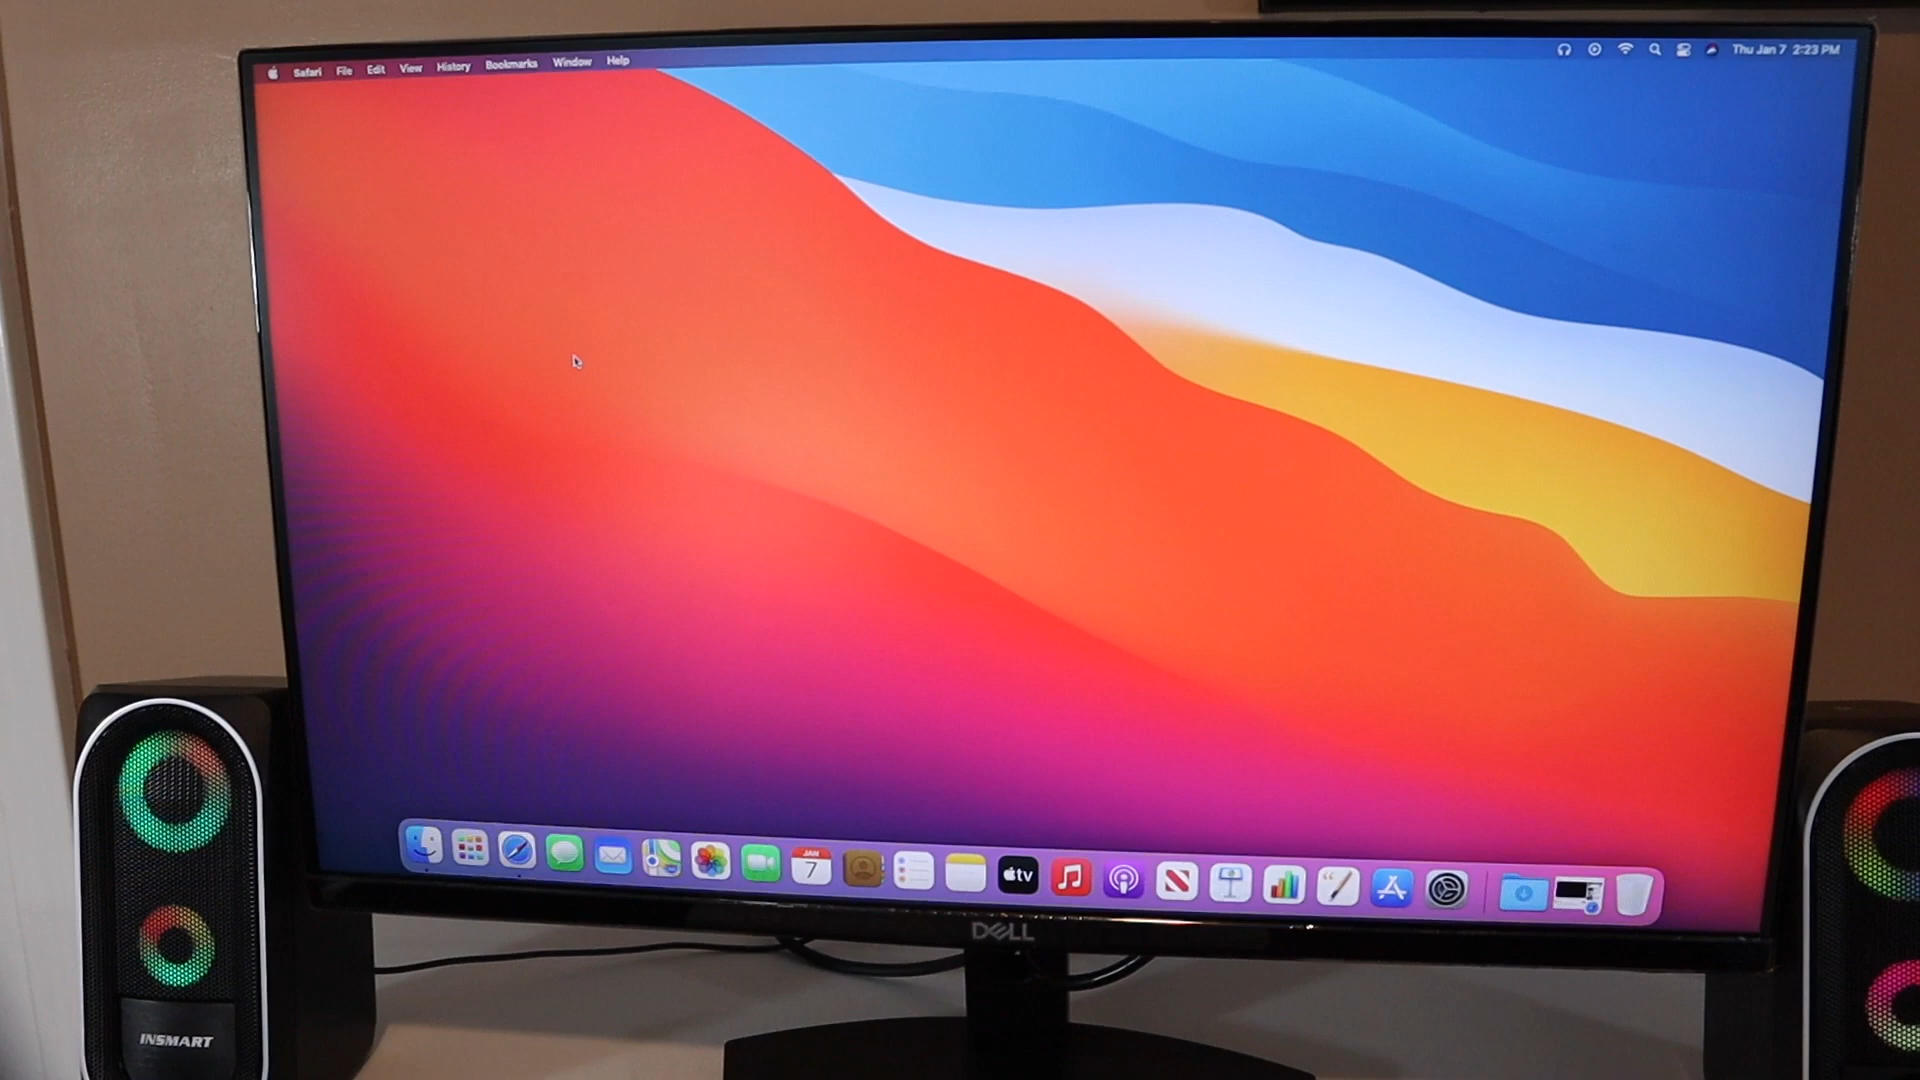 Safari File Edit View History Bookmarks Window Help
Thu Jan 7 2:23 PM
JAN
7
tv
DELL
INSMART